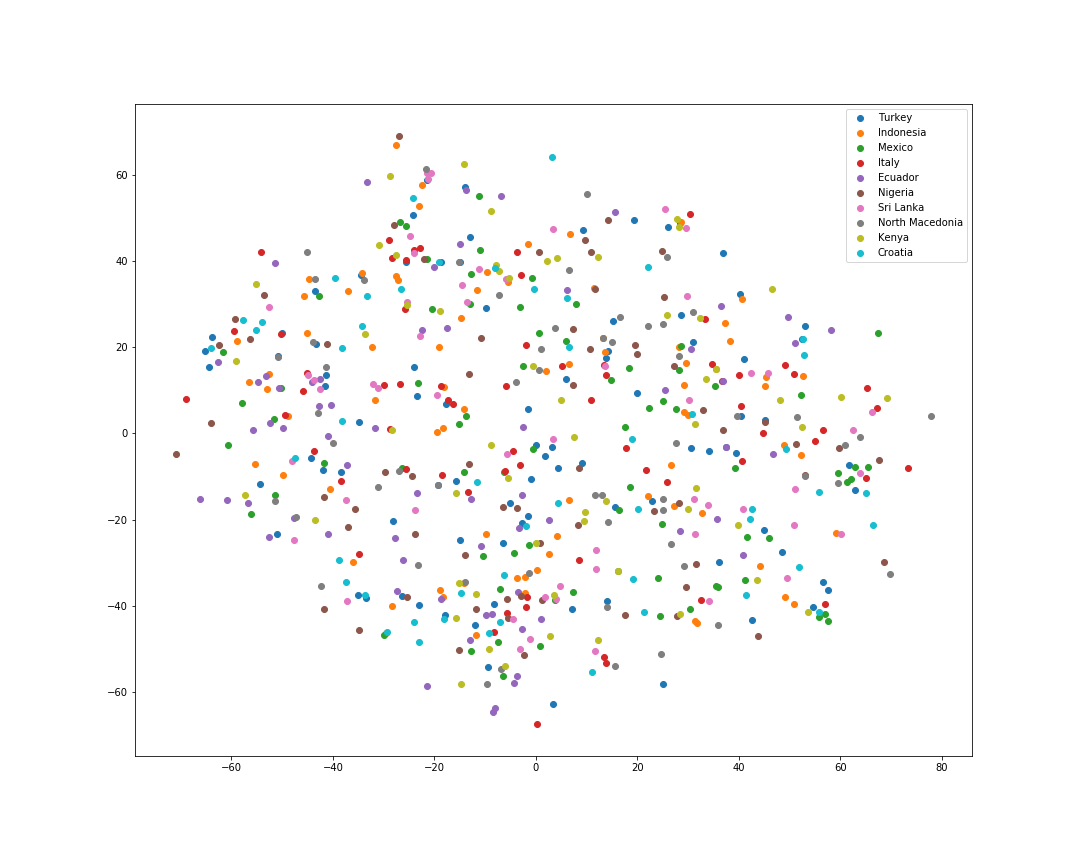 Turkey
Indonesia
Mexico
Italy
Ecuador
Nigeria
Sri Lanka
North Macedonia
Kenya
Croatia
60
40
20
0
−20
−40
−60
−60 −40 −20 0 20 40 60 80